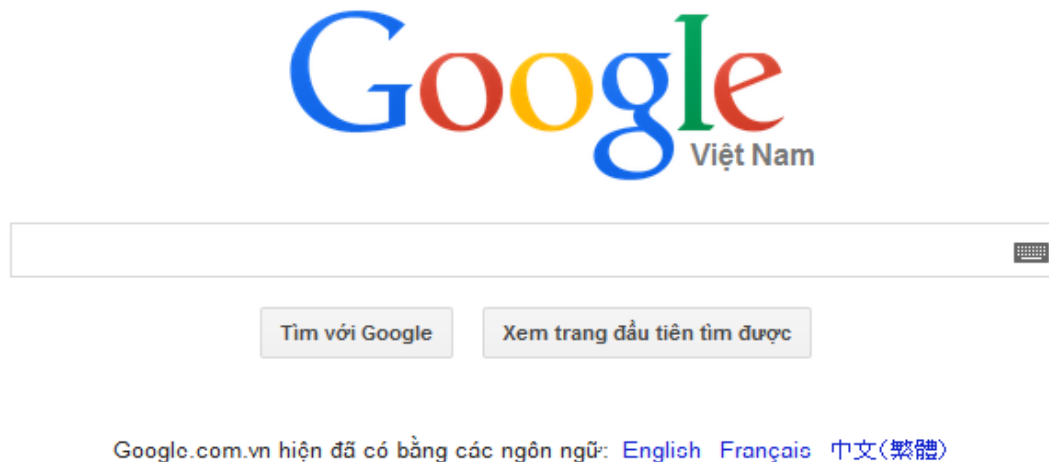 Google
Việt Nam
Tìm với Google Xem trang đầu tiên tìm được
Google.com.vn hiện đã có bằng các ngôn ngữ: English Français 中文(繁體)